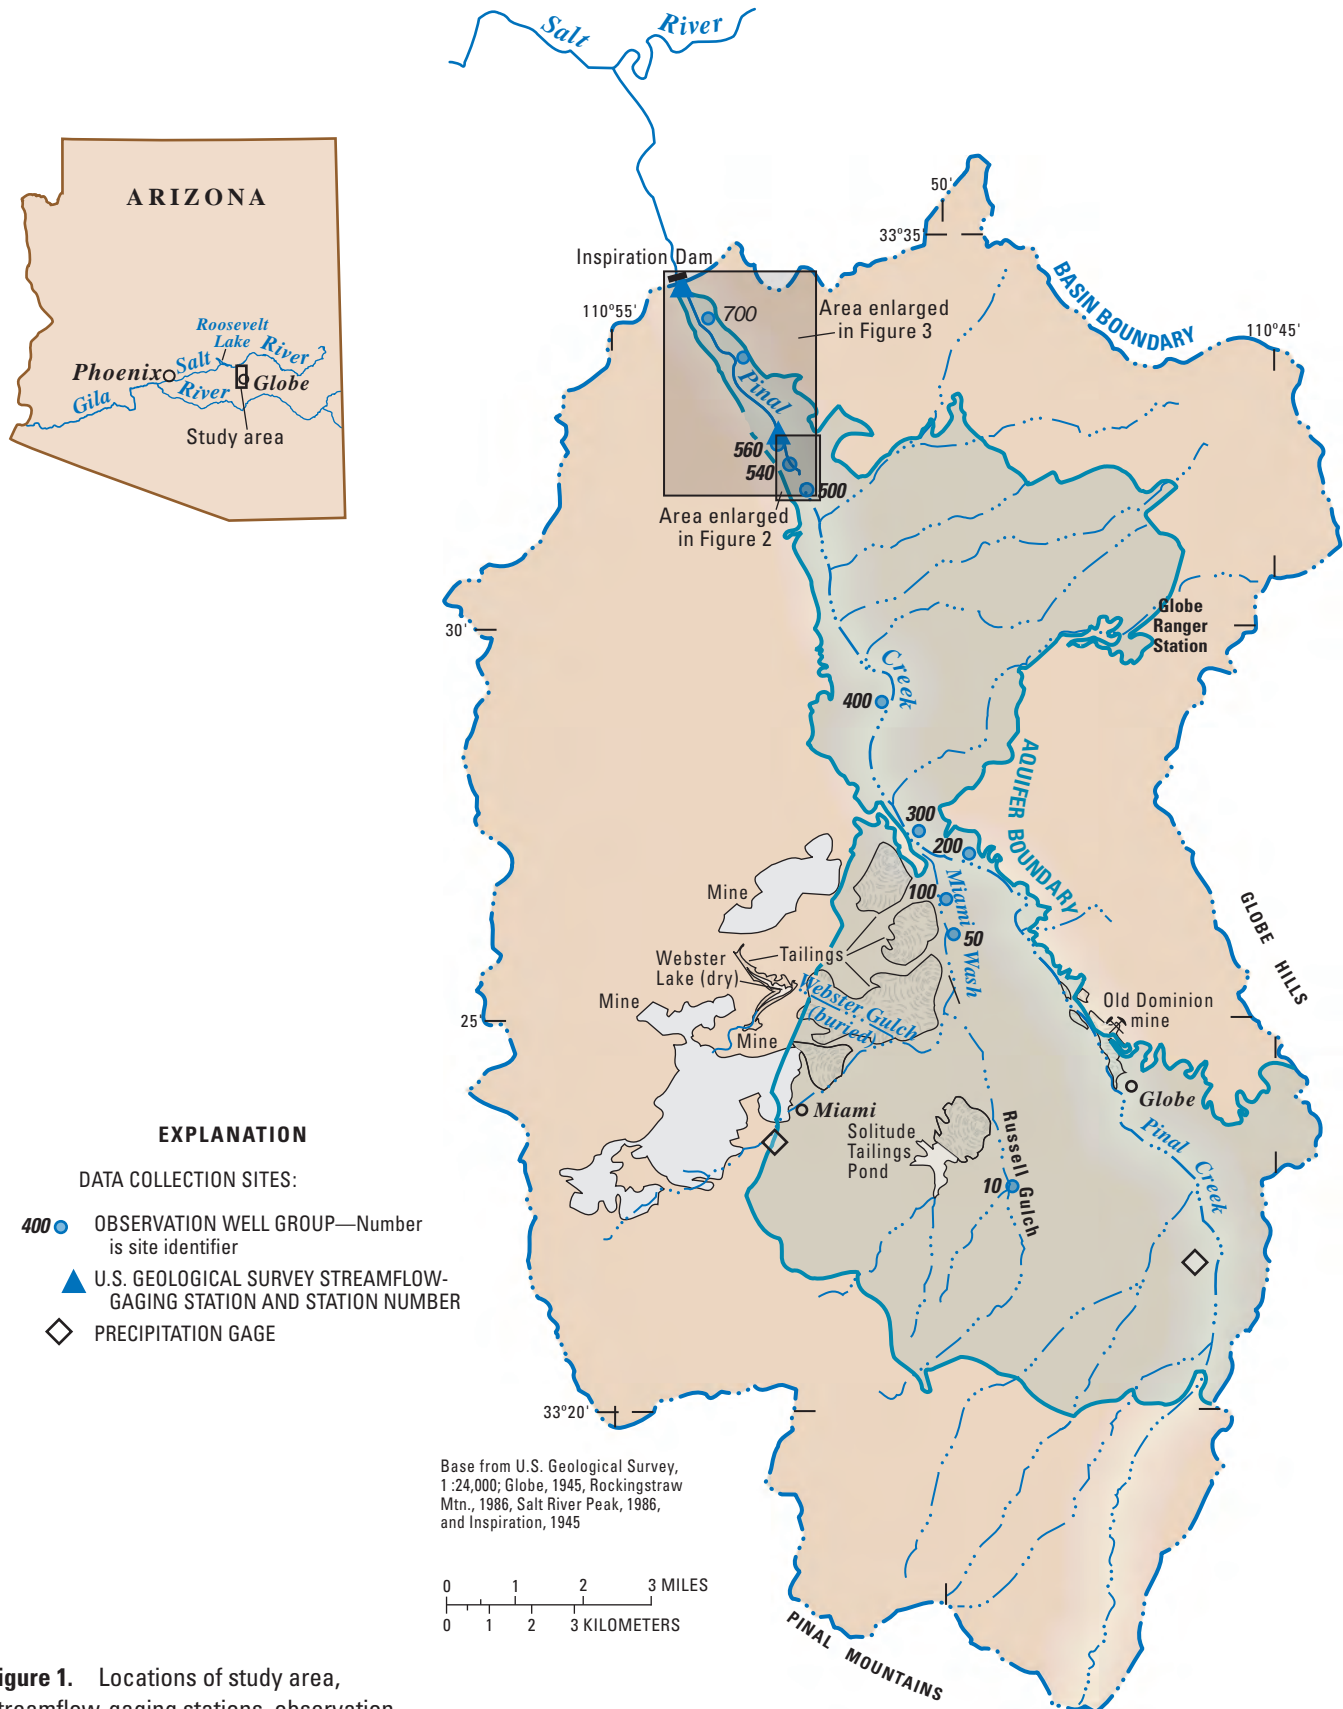 Salt River
ARIZONA
Roosevelt
Lake
Salt River
Phoenix
Gila River
Globe
Study area
50'
33°35'
Inspiration Dam
110°55'
700
Area enlarged
in Figure 3
BASIN BOUNDARY
110°45'
Pinal
560
540
500
Area enlarged
in Figure 2
Globe
Ranger
Station
30'
Creek
400
AQUIFER BOUNDARY
300
200
Mine
100
Miami Wash
50
GLOBE HILLS
Webster
Lake (dry)
Tailings
Mine
Webster Gulch
(buried)
Old Dominion
mine
25'
Mine
Globe
Miami
Solitude
Tailings
Pond
Russell Gulch
Pinal Creek
10
EXPLANATION
DATA COLLECTION SITES:
400 OBSERVATION WELL GROUP—Number
is site identifier
U.S. GEOLOGICAL SURVEY STREAMFLOW-
GAGING STATION AND STATION NUMBER
PRECIPITATION GAGE
33°20'
Base from U.S. Geological Survey,
1 :24,000; Globe, 1945, Rockingstraw
Mtn., 1986, Salt River Peak, 1986,
and Inspiration, 1945
0 1 2 3 MILES
0 1 2 3 KILOMETERS
PINAL MOUNTAINS
igure 1. Locations of study area,
treamflow-gaging stations, observation